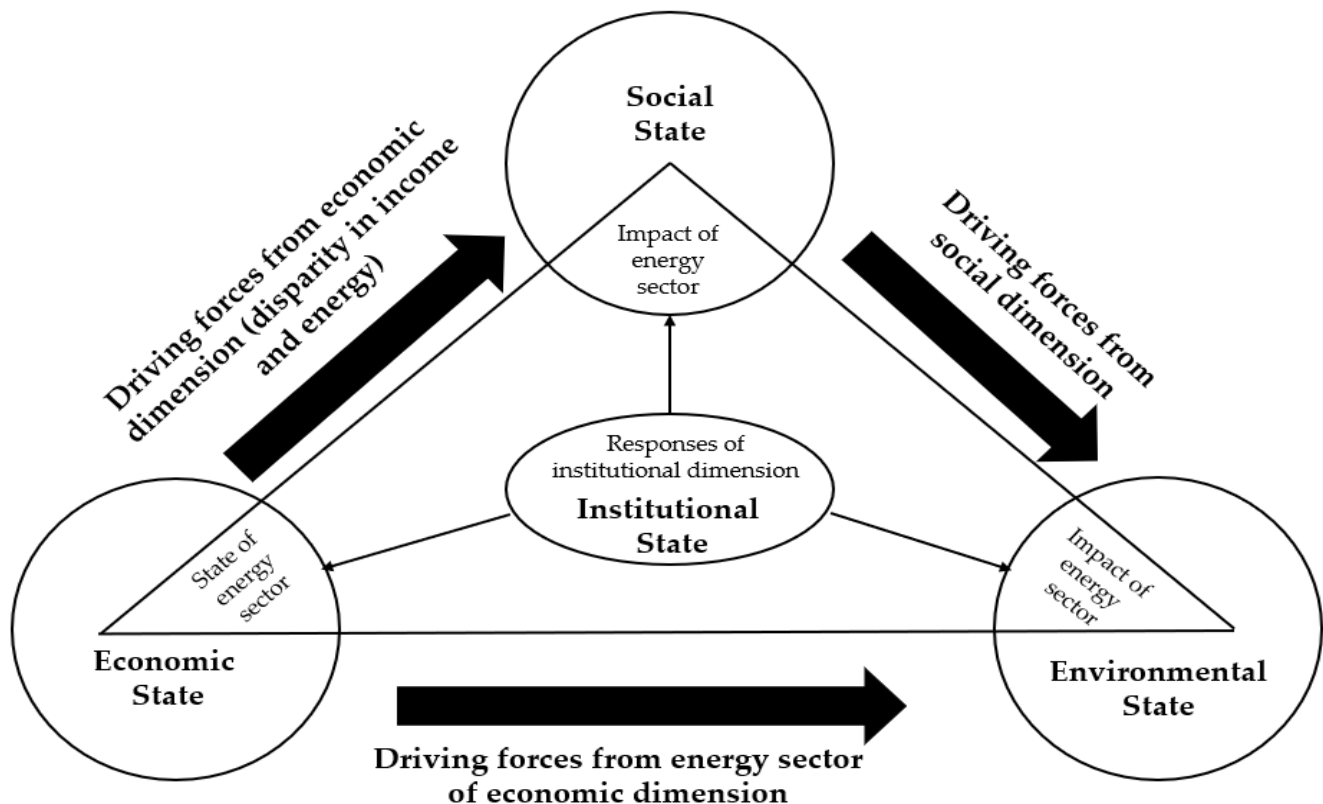 Social
State
Impact of
energy
sector
Driving forces from economic
dimension (disparity in income
and energy)
Driving forces from
social dimension
Responses of
institutional dimension
Institutional
State
State of
energy
sector
Economic
State
Impact of
energy
sector
Environmental
State
Driving forces from energy sector
of economic dimension